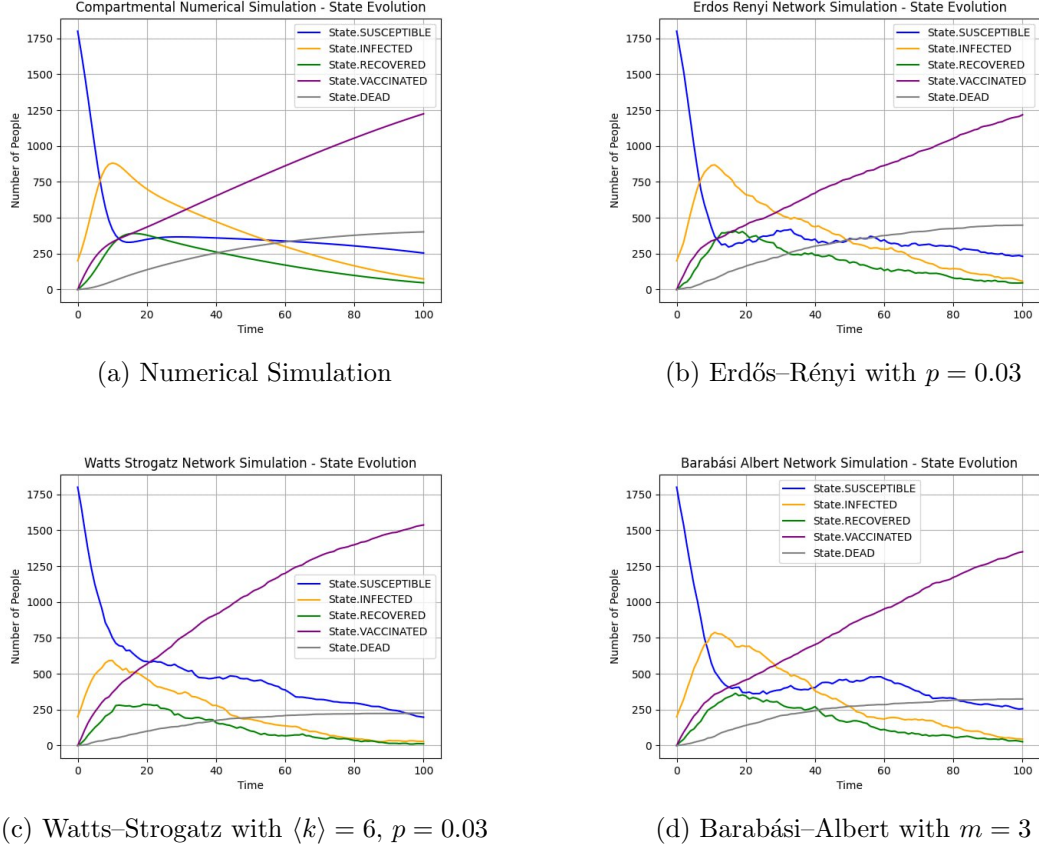 Compartmental Numerical Simulation - State Evolution
Number of People
1750
1500
1250
1000
750
500
250
0
State.SUSCEPTIBLE
State.INFECTED
State.RECOVERED
State.VACCINATED
State.DEAD
0 20 40 60 80 100
Time
(a) Numerical Simulation
Erdos Renyi Network Simulation - State Evolution
Number of People
1750
1500
1250
1000
750
500
250
0
State.SUSCEPTIBLE
State.INFECTED
State.RECOVERED
State.VACCINATED
State.DEAD
0 20 40 60 80 100
Time
(b) Erdős–Rényi with p = 0.03
Watts Strogatz Network Simulation - State Evolution
Number of People
1750
1500
1250
1000
750
500
250
0
State.SUSCEPTIBLE
State.INFECTED
State.RECOVERED
State.VACCINATED
State.DEAD
0 20 40 60 80 100
Time
(c) Watts–Strogatz with ⟨k⟩ = 6, p = 0.03
Barabási Albert Network Simulation - State Evolution
Number of People
1750
1500
1250
1000
750
500
250
0
State.SUSCEPTIBLE
State.INFECTED
State.RECOVERED
State.VACCINATED
State.DEAD
0 20 40 60 80 100
Time
(d) Barabási–Albert with m = 3